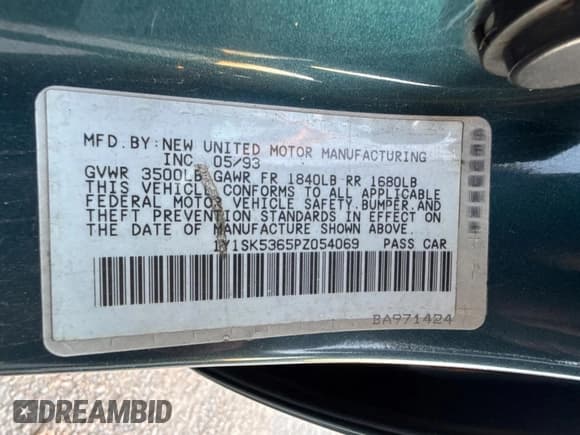 MFD. BY: NEW UNITED MOTOR MANUFACTURING
INC. 05/93
GVWR 3500LB GAWR FR 1840LB RR 1680LB
THIS VEHICLE CONFORMS TO ALL APPLICABLE
FEDERAL MOTOR VEHICLE SAFETY, BUMPER, AND
THEFT PREVENTION STANDARDS IN EFFECT ON
THE DATE OF MANUFACTURE SHOWN ABOVE.
1Y1SK5365PZ054069 PASS CAR
BA971424
DREAMBID